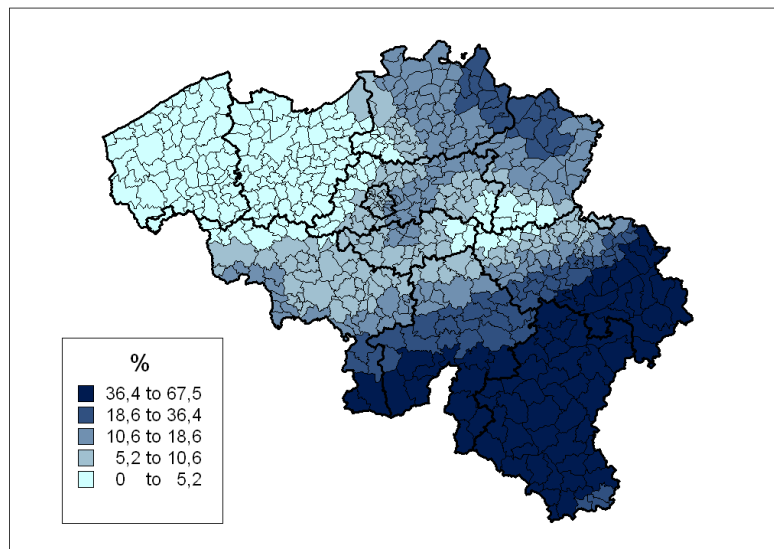 %
36,4 to 67,5
18,6 to 36,4
10,6 to 18,6
5,2 to 10,6
0 to 5,2